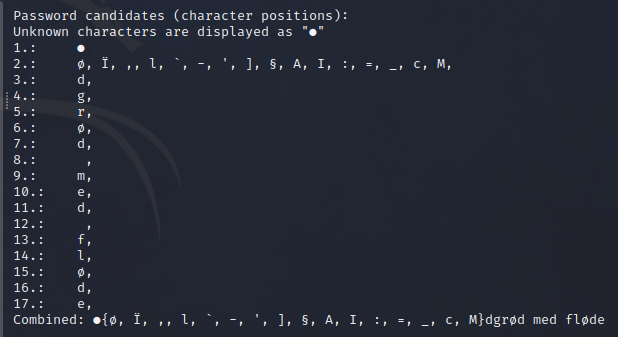 Password candidates (character positions):
Unknown characters are displayed as "●"
1.: ●
2.: ø, Ï, ,, l, `, -, ', ], §, A, I, :, =, _, c, M,
3.: d,
4.: g,
5.: r,
6.: ø,
7.: d,
8.:  ,
9.: m,
10.: e,
11.: d,
12.:  ,
13.: f,
14.: l,
15.: ø,
16.: d,
17.: e,
Combined: ●{ø, Ï, ,, l, `, -, ', ], §, A, I, :, =, _, c, M}dgrød med fløde